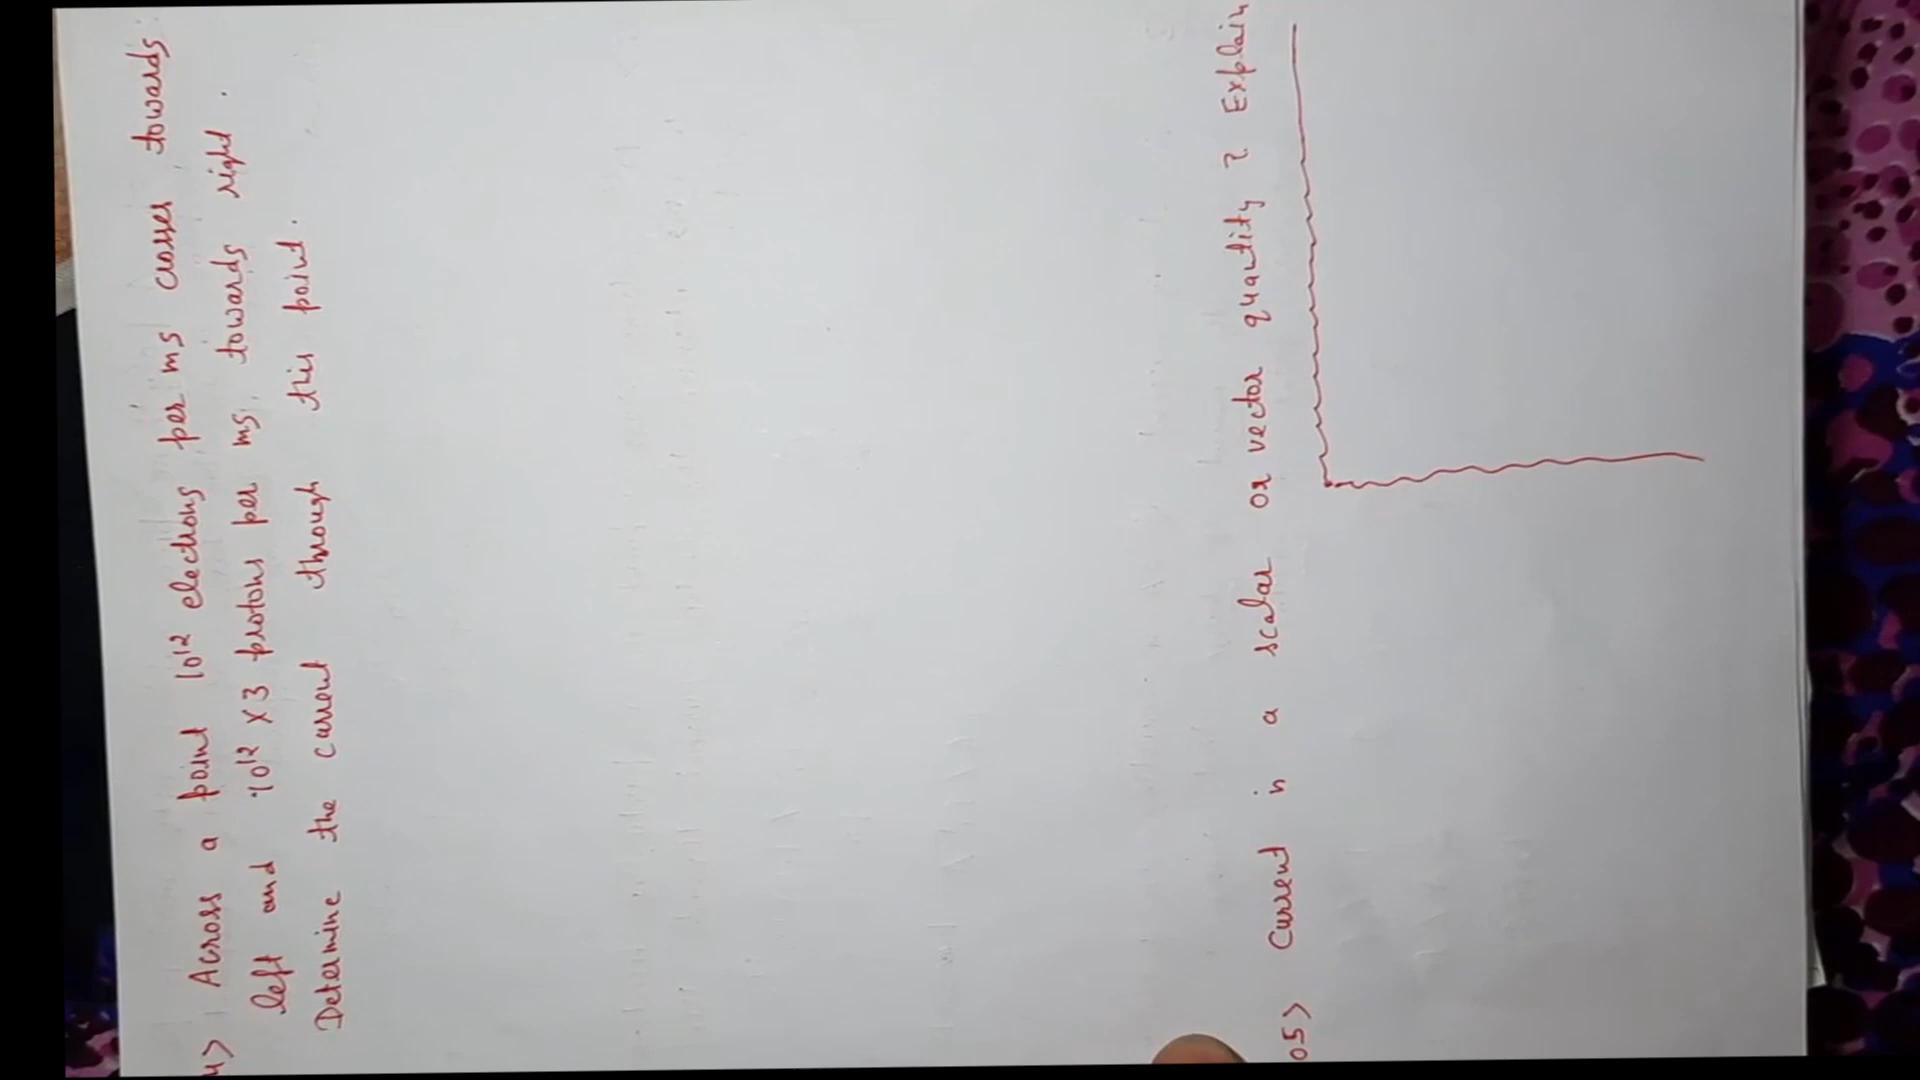 4> Across a point 10¹² electrons per ms crosses towards
left and 10¹² x3 protons per ms, towards right.
Determine the current through this point.
05> Current is a scalar or vector quantity ? Explain